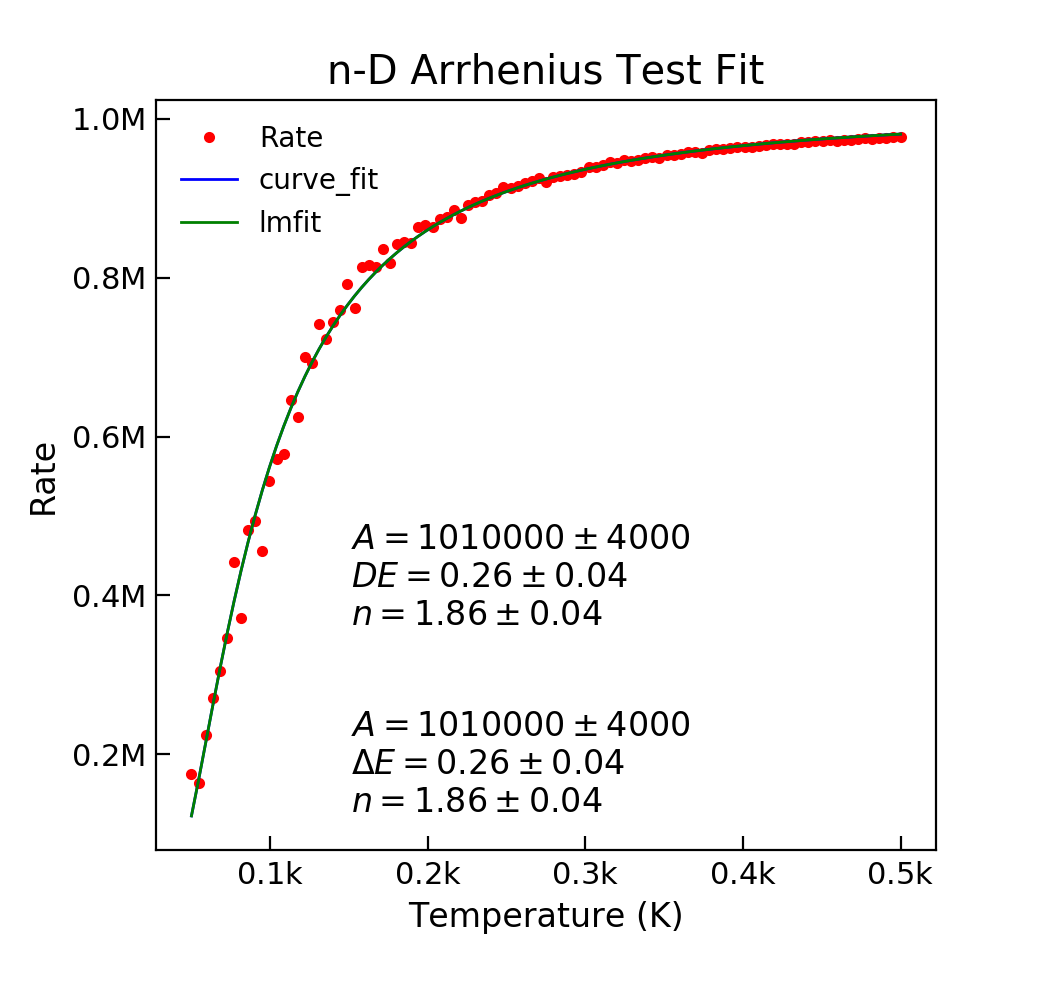 n-D Arrhenius Test Fit
1.0M
0.8M
0.6M
0.4M
0.2M
Rate
Rate
curve_fit
lmfit
A = 1010000 ± 4000
DE = 0.26 ± 0.04
n = 1.86 ± 0.04
A = 1010000 ± 4000
ΔE = 0.26 ± 0.04
n = 1.86 ± 0.04
0.1k 0.2k 0.3k 0.4k 0.5k
Temperature (K)